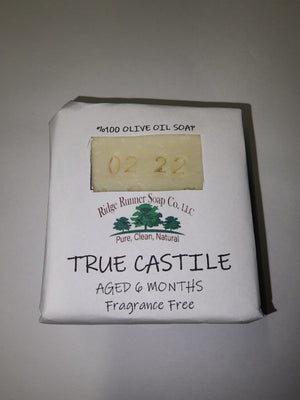 %100 OLIVE OIL SOAP
02 22
Ridge Runner Soap Co. LLC
Pure, Clean, Natural
TRUE CASTILE
AGED 6 MONTHS
Fragrance Free